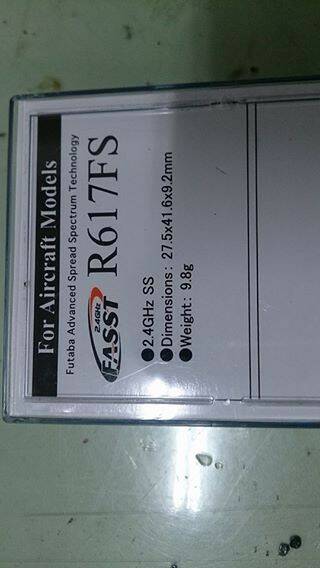 For Aircraft Models
Futaba Advanced Spread Spectrum Technology
2.4GHz
FASST R617FS
●2.4GHz SS
●Dimensions: 27.5x41.6x9.2mm
●Weight: 9.8g